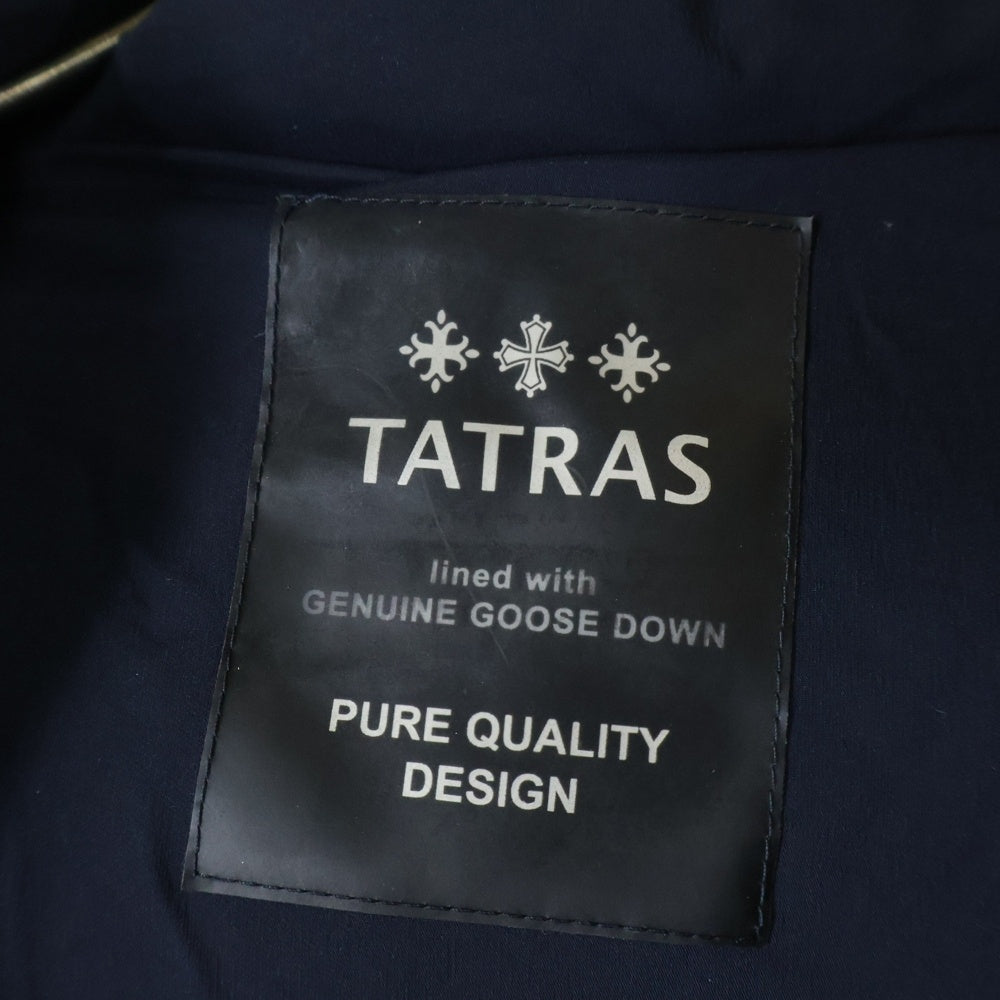 TATRAS
lined with
GENUINE GOOSE DOWN
PURE QUALITY
DESIGN